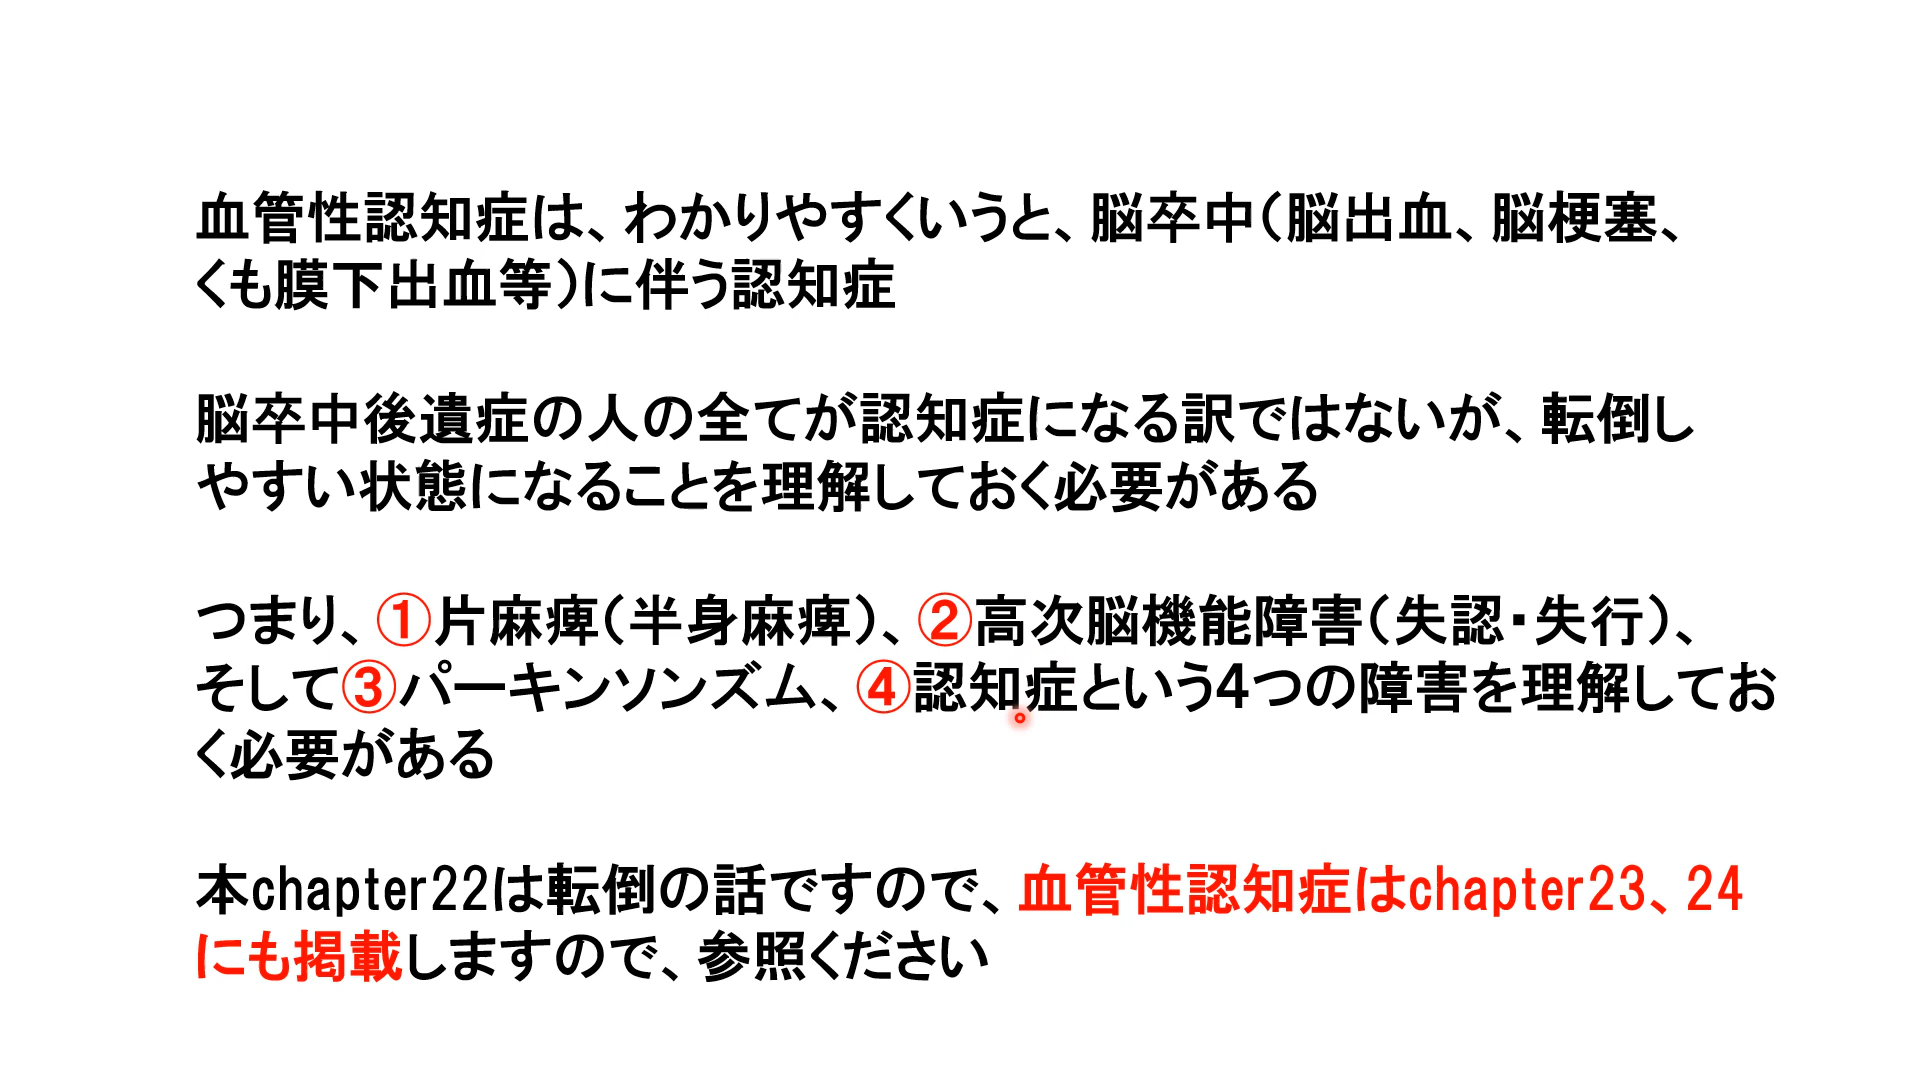 血管性認知症は、わかりやすくいうと、脳卒中（脳出血、脳梗塞、
くも膜下出血等）に伴う認知症
脳卒中後遺症の人の全てが認知症になる訳ではないが、転倒し
やすい状態になることを理解しておく必要がある
つまり、①片麻痺（半身麻痺）、②高次脳機能障害（失認・失行）、
そして③パーキンソンズム、④認知症という4つの障害を理解してお
く必要がある
本chapter22は転倒の話ですので、血管性認知症はchapter23、24
にも掲載しますので、参照ください